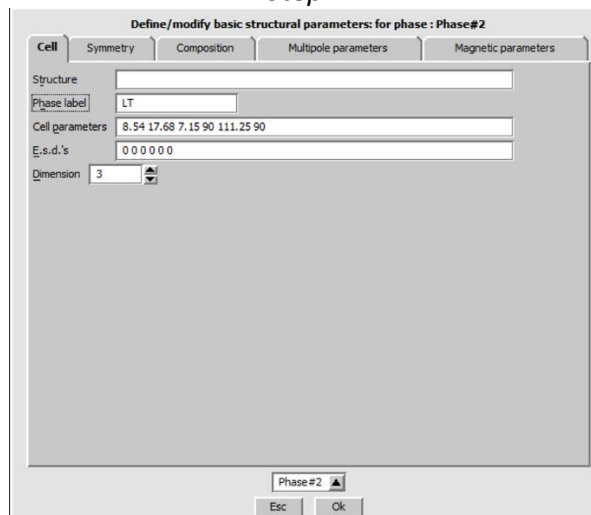 Define/modify basic structural parameters: for phase : Phase#2
Cell Symmetry Composition Multipole parameters Magnetic parameters
Structure
Phase label LT
Cell parameters 8.54 17.68 7.15 90 111.25 90
E.s.d.'s 0 0 0 0 0 0
Dimension 3
Phase#2
Esc Ok